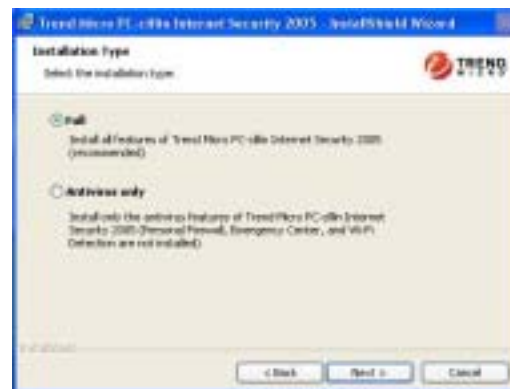 Trend Micro PC-cillin Internet Security 2005 - InstallShield Wizard
Installation Type
Select the installation type.
TREND
MICRO
Full
Install all features of Trend Micro PC-cillin Internet Security 2005
(recommended)
Antivirus only
Install only the antivirus features of Trend Micro PC-cillin Internet
Security 2005 (Personal Firewall, Emergency Center, and Wi-Fi
Detection are not installed)
InstallShield
< Back
Next >
Cancel